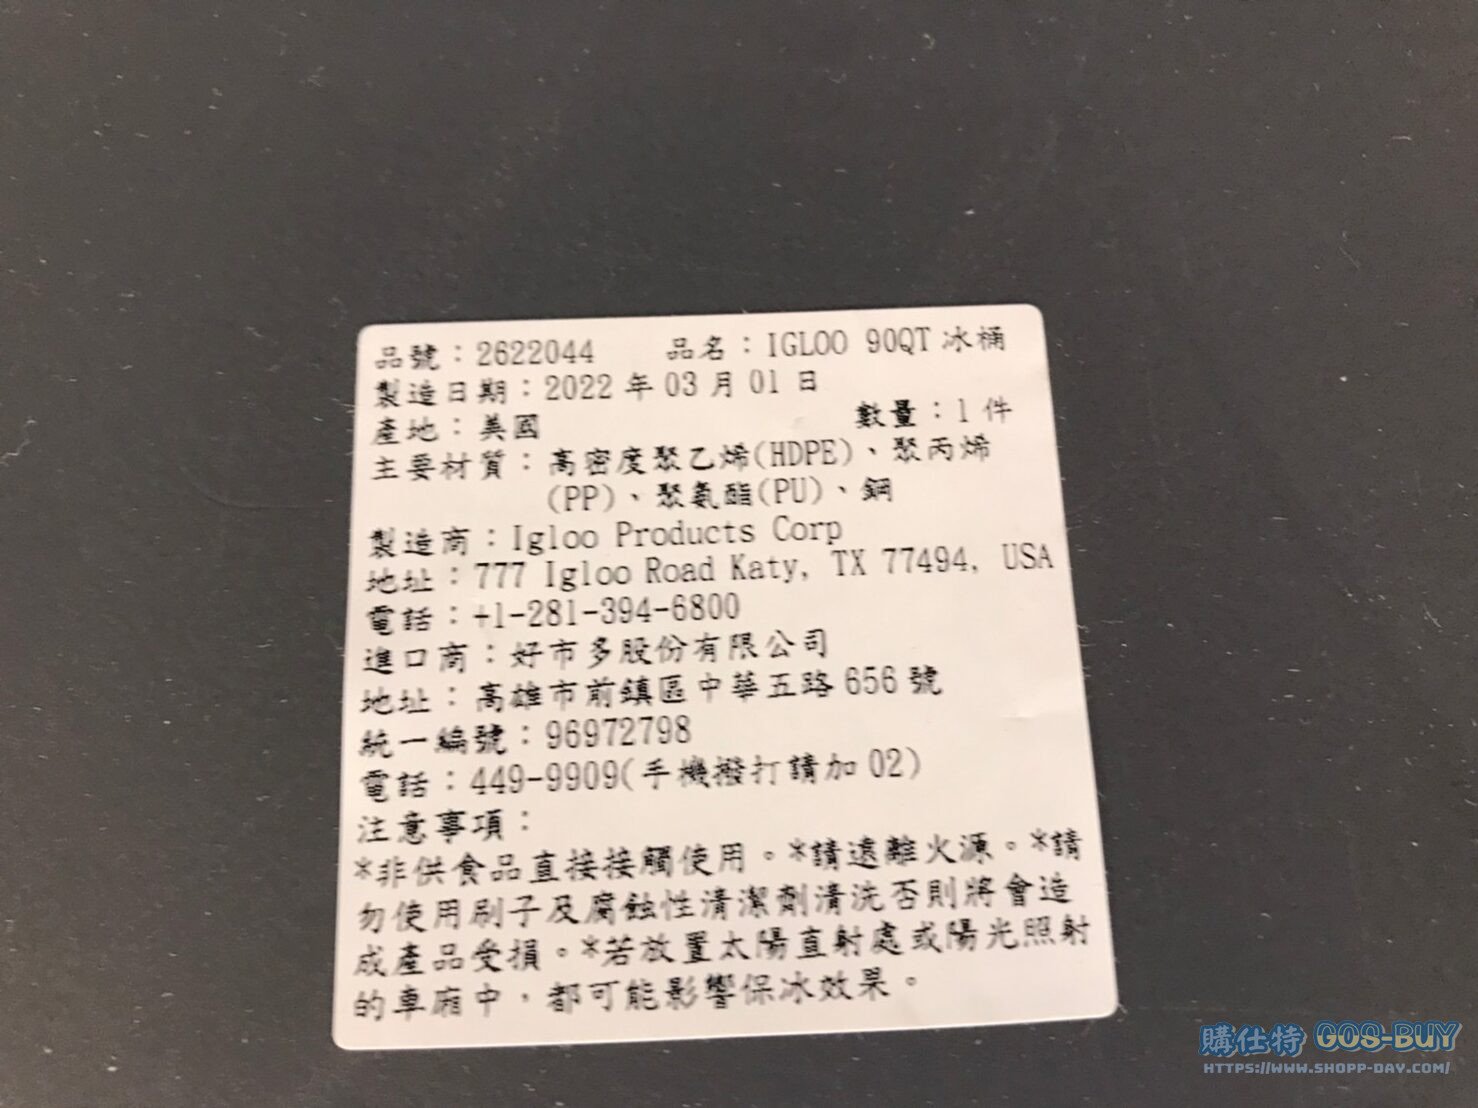 品號：2622044 品名：IGLOO 90QT 冰桶
製造日期：2022 年 03 月 01 日
產地：美國 數量：1 件
主要材質：高密度聚乙烯(HDPE)、聚丙烯
(PP)、聚氨酯(PU)、鋼
製造商：Igloo Products Corp
地址：777 Igloo Road Katy, TX 77494, USA
電話：+1-281-394-6800
進口商：好市多股份有限公司
地址：高雄市前鎮區中華五路 656 號
統一編號：96972798
電話：449-9909(手機撥打請加 02)
注意事項：
*非供食品直接接觸使用。*請遠離火源。*請
勿使用刷子及腐蝕性清潔劑清洗否則將會造
成產品受損。*若放置太陽直射處或陽光照射
的車廂中，都可能影響保冰效果。
購仕特 GOS-BUY
HTTPS://WWW.SHOPP-DAY.COM/